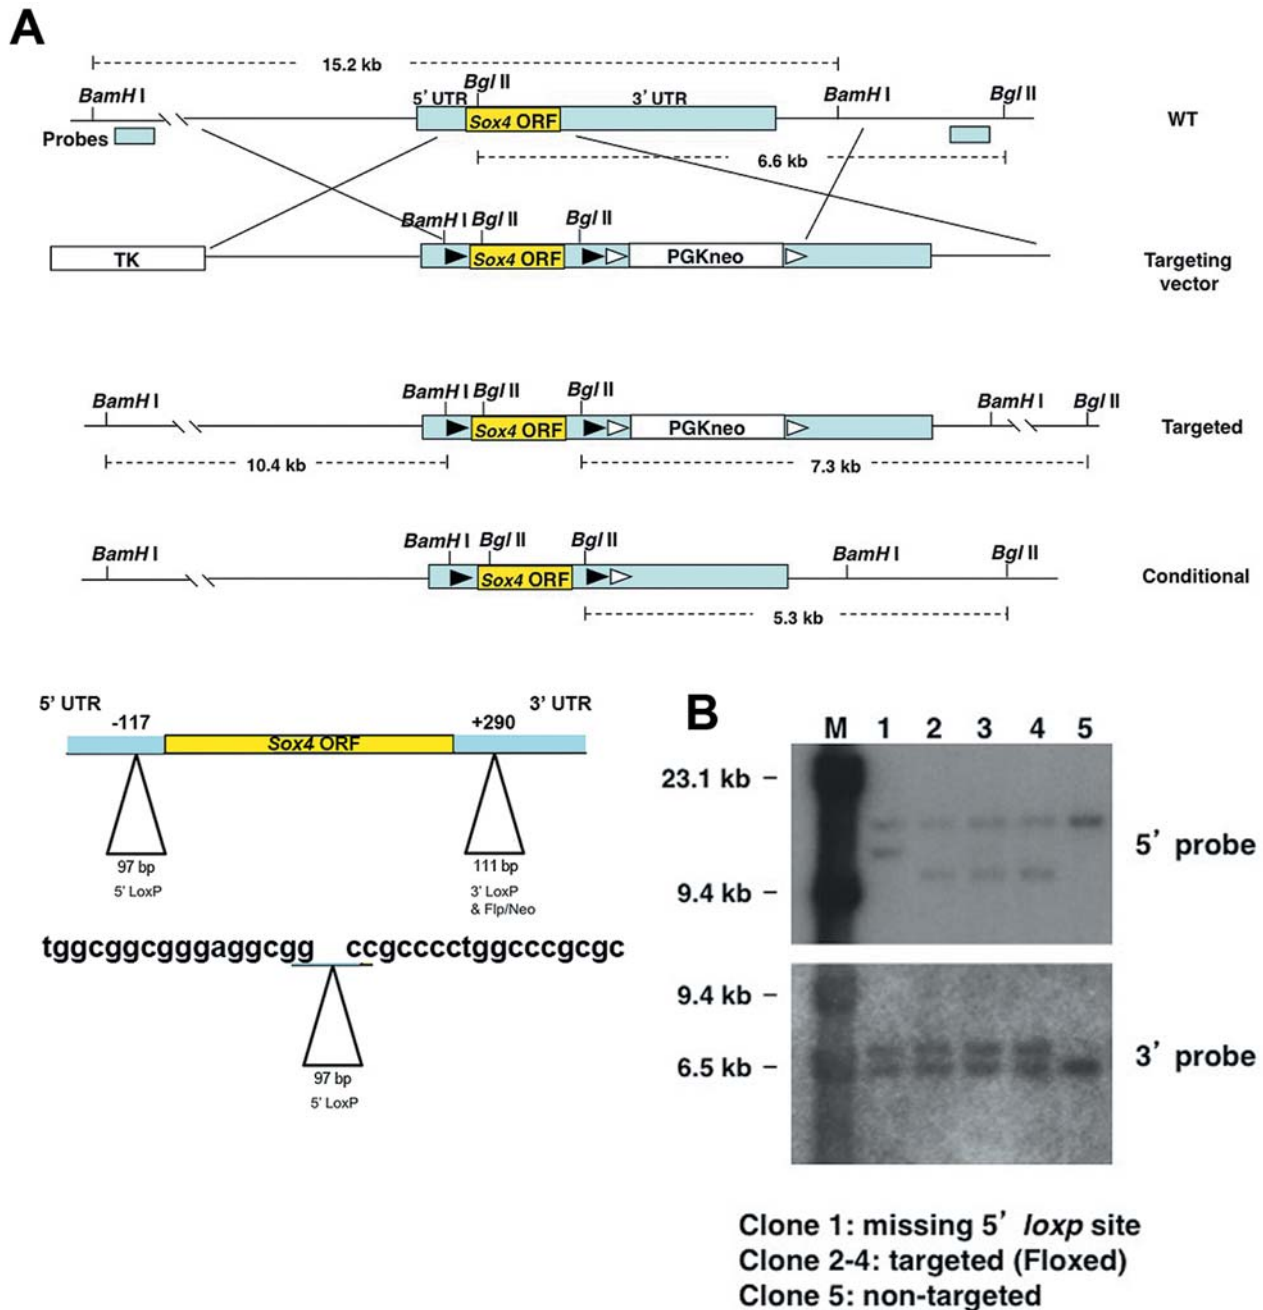 A
15.2 kb
BamH I
5' UTR
Bgl II
3' UTR
BamH I
Bgl II
Sox4 ORF
WT
Probes
6.6 kb
BamH I Bgl II
Bgl II
TK
Sox4 ORF
PGKneo
Targeting
vector
BamH I
BamH I Bgl II
Bgl II
BamH I
Bgl II
Sox4 ORF
PGKneo
Targeted
10.4 kb
7.3 kb
BamH I
BamH I Bgl II
Bgl II
BamH I
Bgl II
Sox4 ORF
Conditional
5.3 kb
5' UTR
3' UTR
-117
+290
Sox4 ORF
97 bp
5' LoxP
111 bp
3' LoxP
& Flp/Neo
tggcggcgggaggcgg ccgcccctggcccgcgc
97 bp
5' LoxP
B
M 1 2 3 4 5
23.1 kb
9.4 kb
5' probe
9.4 kb
6.5 kb
3' probe
Clone 1: missing 5' loxp site
Clone 2-4: targeted (Floxed)
Clone 5: non-targeted